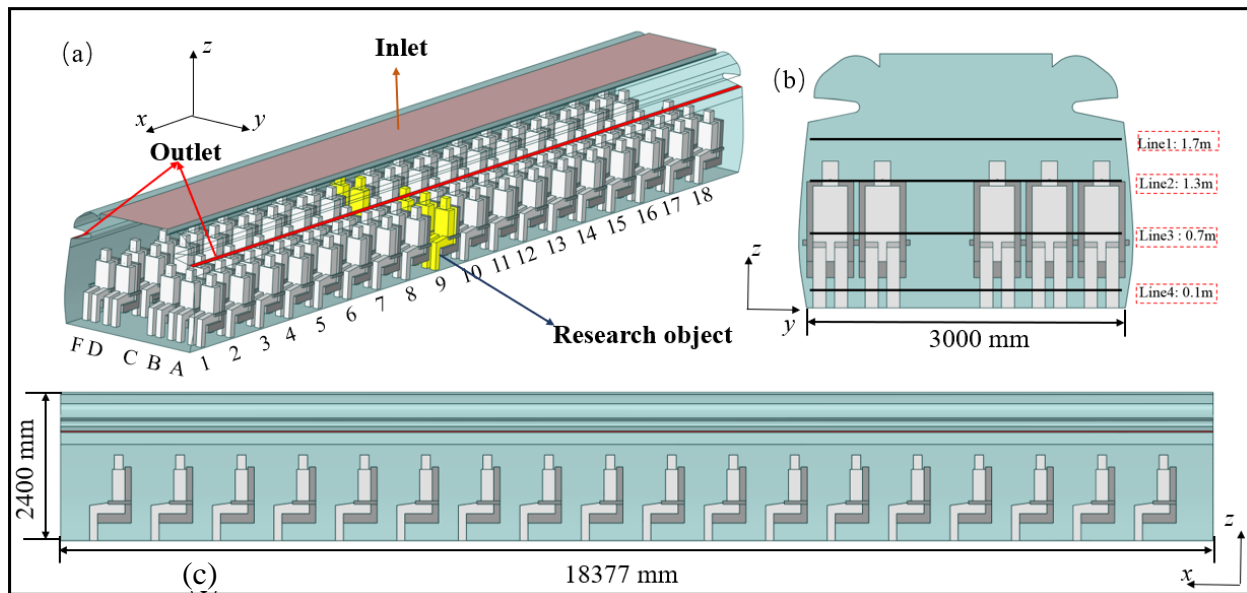 (a)
z
x
y
Inlet
Outlet
Research object
F D C B A
1 2 3 4 5 6 7 8 9 10 11 12 13 14 15 16 17 18
(b)
Line1: 1.7m
Line2: 1.3m
Line3: 0.7m
Line4: 0.1m
z
y
3000 mm
2400 mm
18377 mm
z
x
(c)